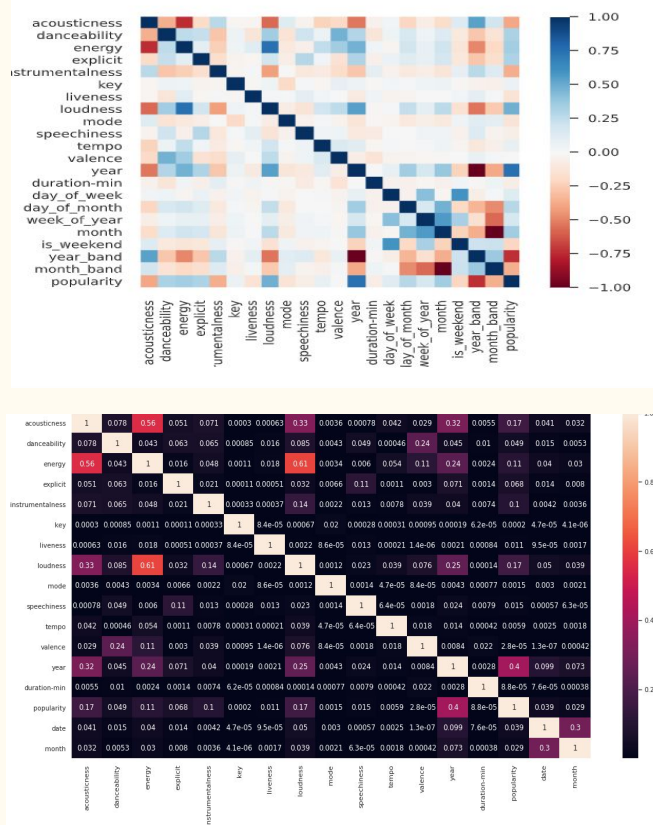 acousticness
danceability
energy
explicit
instrumentalness
key
liveness
loudness
mode
speechiness
tempo
valence
year
duration-min
day_of_week
day_of_month
week_of_year
month
is_weekend
year_band
month_band
popularity
1.00
0.75
0.50
0.25
0.00
−0.25
−0.50
−0.75
−1.00
acousticness
danceability
energy
explicit
umentalness
key
liveness
loudness
mode
speechiness
tempo
valence
year
duration-min
day_of_week
lay_of_month
week_of_year
month
is_weekend
year_band
month_band
popularity
acousticness 1 0.078 0.56 0.051 0.071 0.0003 0.00063 0.33 0.0036 0.00078 0.042 0.029 0.32 0.0055 0.17 0.041 0.032
danceability 0.078 1 0.043 0.063 0.065 0.00085 0.016 0.085 0.0043 0.049 0.00046 0.24 0.045 0.01 0.049 0.015 0.0053
energy 0.56 0.043 1 0.016 0.048 0.0011 0.018 0.61 0.0034 0.006 0.054 0.11 0.24 0.0024 0.11 0.04 0.03
explicit 0.051 0.063 0.016 1 0.021 0.00011 0.00051 0.032 0.0066 0.11 0.0011 0.003 0.071 0.0014 0.068 0.014 0.008
instrumentalness 0.071 0.065 0.048 0.021 1 0.00033 0.00037 0.14 0.0022 0.013 0.0078 0.039 0.04 0.0074 0.1 0.0042 0.0036
key 0.0003 0.00085 0.0011 0.00011 0.00033 1 8.4e-05 0.00067 0.02 0.00028 0.00031 0.00095 0.00019 6.2e-05 0.0002 4.7e-05 4.1e-06
liveness 0.00063 0.016 0.018 0.00051 0.00037 8.4e-05 1 0.0022 8.6e-05 0.013 0.00021 1.4e-06 0.0021 0.00084 0.011 9.5e-05 0.0017
loudness 0.33 0.085 0.61 0.032 0.14 0.00067 0.0022 1 0.0012 0.023 0.039 0.076 0.25 0.00014 0.17 0.05 0.039
mode 0.0036 0.0043 0.0034 0.0066 0.0022 0.02 8.6e-05 0.0012 1 0.0014 4.7e-05 8.4e-05 0.0043 0.00077 0.0015 0.003 0.0021
speechiness 0.00078 0.049 0.006 0.11 0.013 0.00028 0.013 0.023 0.0014 1 6.4e-05 0.0018 0.024 0.0079 0.015 0.00057 6.3e-05
tempo 0.042 0.00046 0.054 0.0011 0.0078 0.00031 0.00021 0.039 4.7e-05 6.4e-05 1 0.018 0.014 0.00042 0.0059 0.0025 0.0018
valence 0.029 0.24 0.11 0.003 0.039 0.00095 1.4e-06 0.076 8.4e-05 0.0018 0.018 1 0.0084 0.022 2.8e-05 1.3e-07 0.00042
year 0.32 0.045 0.24 0.071 0.04 0.00019 0.0021 0.25 0.0043 0.024 0.014 0.0084 1 0.0028 0.4 0.099 0.073
duration-min 0.0055 0.01 0.0024 0.0014 0.0074 6.2e-05 0.00084 0.00014 0.00077 0.0079 0.00042 0.022 0.0028 1 8.8e-05 7.6e-05 0.00038
popularity 0.17 0.049 0.11 0.068 0.1 0.0002 0.011 0.17 0.0015 0.015 0.0059 2.8e-05 0.4 8.8e-05 1 0.039 0.029
date 0.041 0.015 0.04 0.014 0.0042 4.7e-05 9.5e-05 0.05 0.003 0.00057 0.0025 1.3e-07 0.099 7.6e-05 0.039 1 0.3
month 0.032 0.0053 0.03 0.008 0.0036 4.1e-06 0.0017 0.039 0.0021 6.3e-05 0.0018 0.00042 0.073 0.00038 0.029 0.3 1
acousticness
danceability
energy
explicit
instrumentalness
key
liveness
loudness
mode
speechiness
tempo
valence
year
duration-min
popularity
date
month